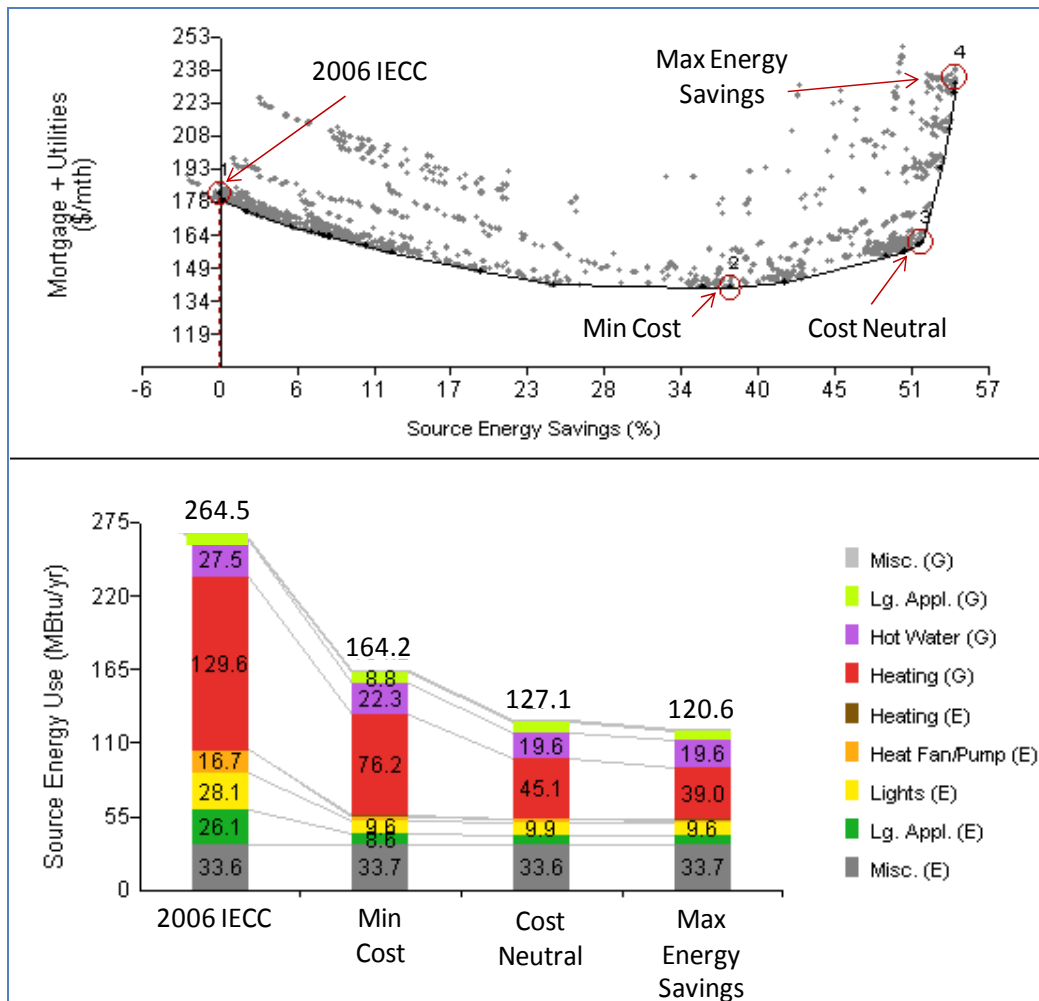 253
238
223
208
193
178
164
149
134
119
Mortgage + Utilities
($/mth)
2006 IECC
Max Energy
Savings
1
2
3
4
Min Cost
Cost Neutral
-6 0 6 11 17 23 28 34 40 45 51 57
Source Energy Savings (%)
275
220
165
110
55
0
Source Energy Use (MBtu/yr)
264.5
27.5
129.6
16.7
28.1
26.1
33.6
164.2
8.8
22.3
76.2
9.6
8.6
33.7
127.1
19.6
45.1
9.9
33.6
120.6
19.6
39.0
9.6
33.7
2006 IECC
Min
Cost
Cost
Neutral
Max
Energy
Savings
Misc. (G)
Lg. Appl. (G)
Hot Water (G)
Heating (G)
Heating (E)
Heat Fan/Pump (E)
Lights (E)
Lg. Appl. (E)
Misc. (E)